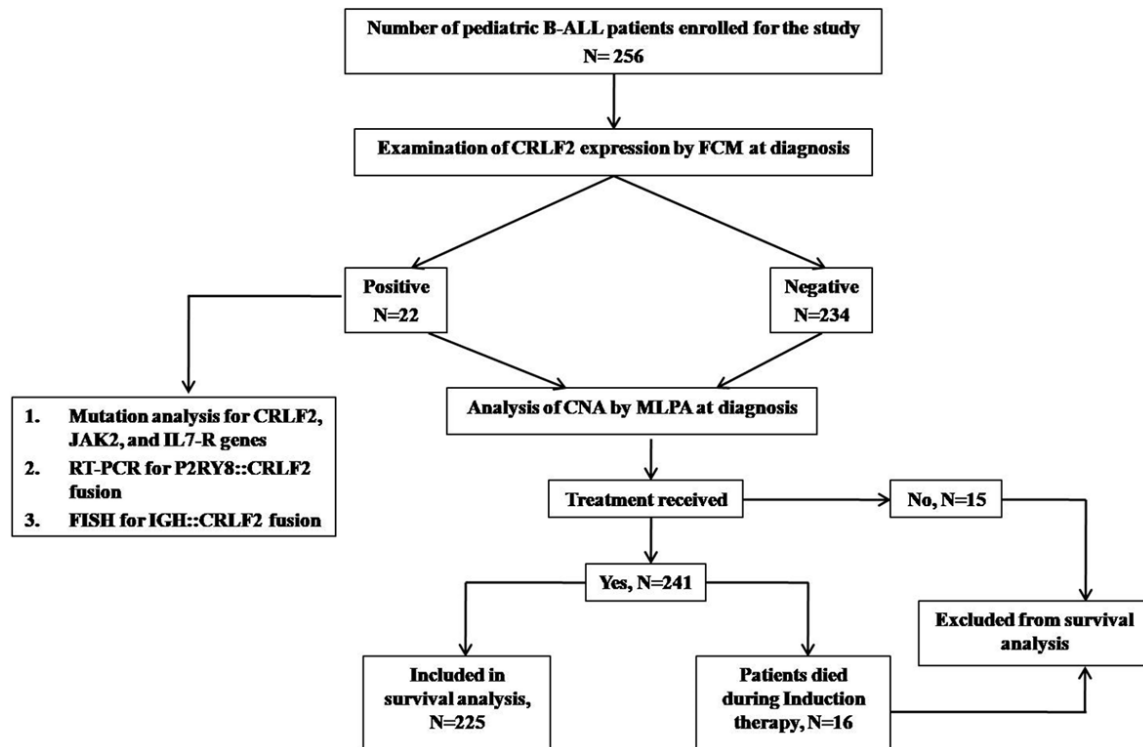 Number of pediatric B-ALL patients enrolled for the study
N= 256
Examination of CRLF2 expression by FCM at diagnosis
Positive
N=22
Negative
N=234
1. Mutation analysis for CRLF2,
JAK2, and IL7-R genes
2. RT-PCR for P2RY8::CRLF2
fusion
3. FISH for IGH::CRLF2 fusion
Analysis of CNA by MLPA at diagnosis
Treatment received
No, N=15
Yes, N=241
Excluded from survival
analysis
Included in
survival analysis,
N=225
Patients died
during Induction
therapy, N=16